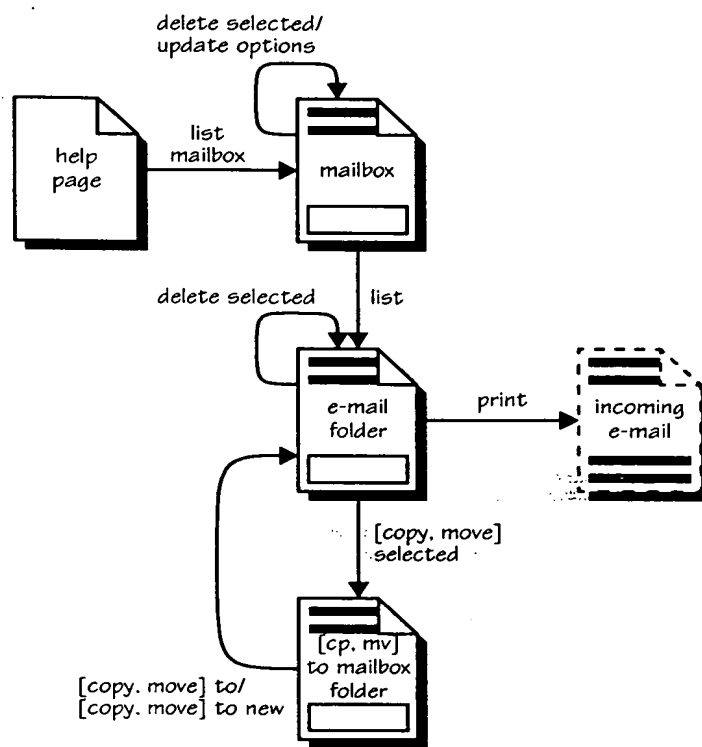 delete selected/
update options
help
page
list
mailbox
mailbox
delete selected
list
e-mail
folder
print
incoming
e-mail
[copy, move]
selected
[cp, mv]
to mailbox
folder
[copy, move] to/
[copy, move] to new